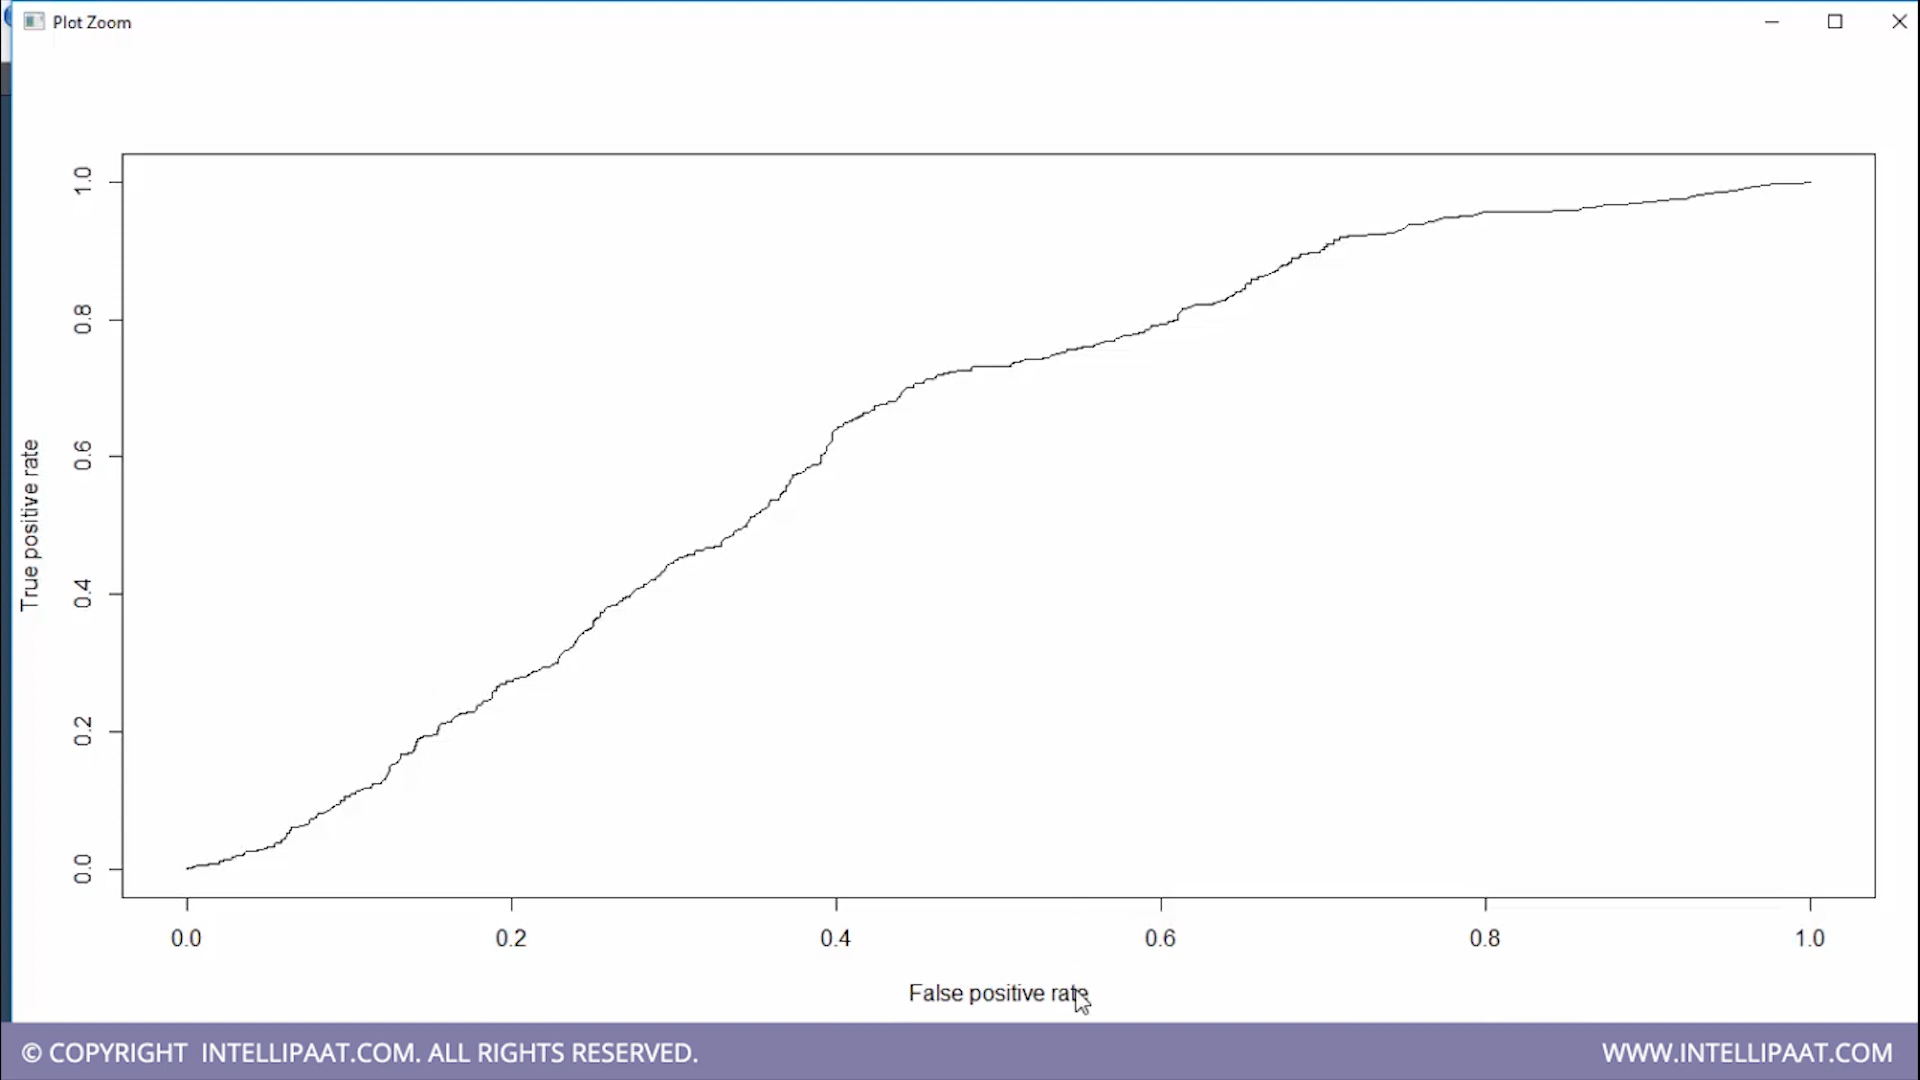 Plot Zoom
1.0
0.8
0.6
0.4
0.2
0.0
True positive rate
0.0 0.2 0.4 0.6 0.8 1.0
False positive rate
© COPYRIGHT INTELLIPAAT.COM. ALL RIGHTS RESERVED.
WWW.INTELLIPAAT.COM